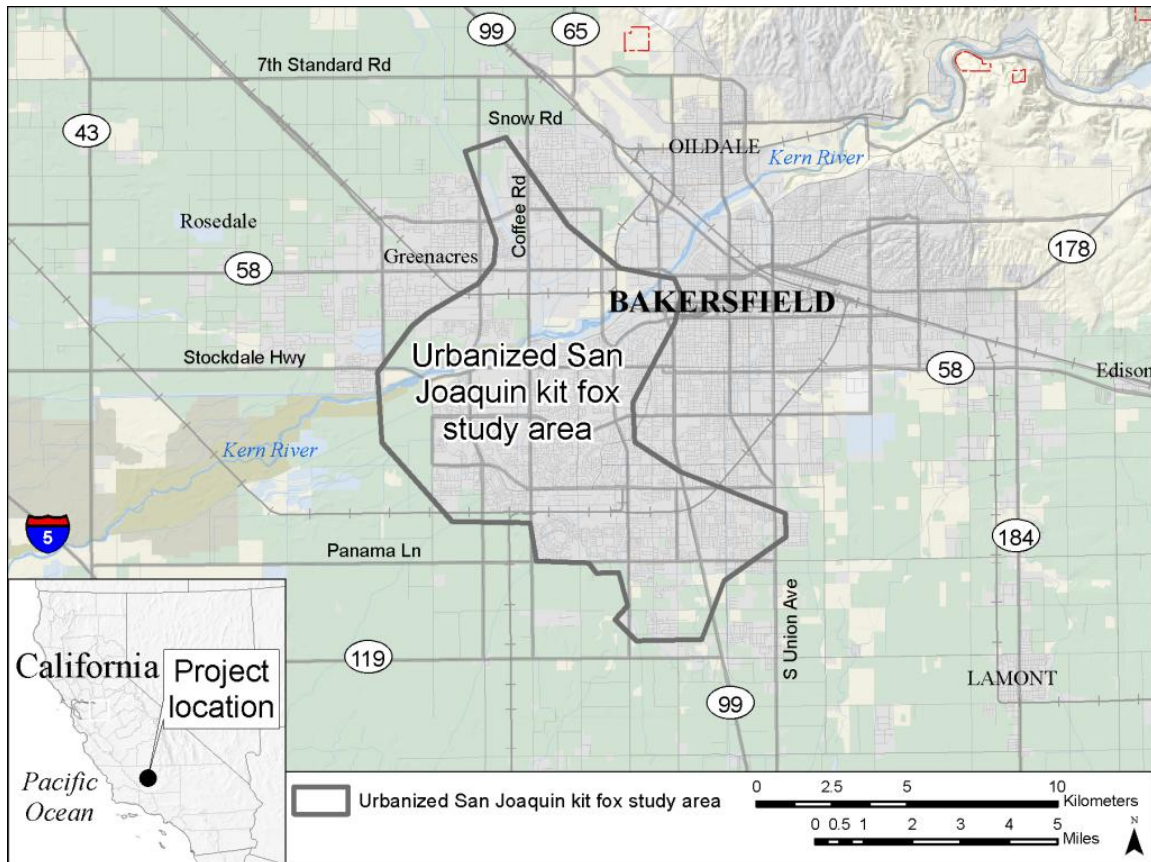 99
65
7th Standard Rd
43
Snow Rd
OILDALE
Kern River
Coffee Rd
Rosedale
Greenacres
58
178
BAKERSFIELD
Stockdale Hwy
Urbanized San
Joaquin kit fox
study area
58
Edison
Kern River
5
184
Panama Ln
119
S Union Ave
LAMONT
99
California
Project
location
Pacific
Ocean
Urbanized San Joaquin kit fox study area
0 2.5 5 10
Kilometers
0 0.5 1 2 3 4 5
Miles
N